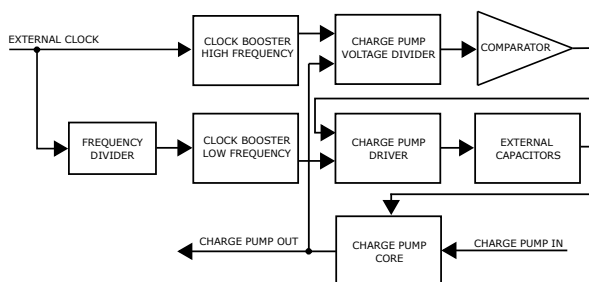 EXTERNAL CLOCK
CLOCK BOOSTER
HIGH FREQUENCY
CHARGE PUMP
VOLTAGE DIVIDER
COMPARATOR
FREQUENCY
DIVIDER
CLOCK BOOSTER
LOW FREQUENCY
CHARGE PUMP
DRIVER
EXTERNAL
CAPACITORS
CHARGE PUMP OUT
CHARGE PUMP
CORE
CHARGE PUMP IN